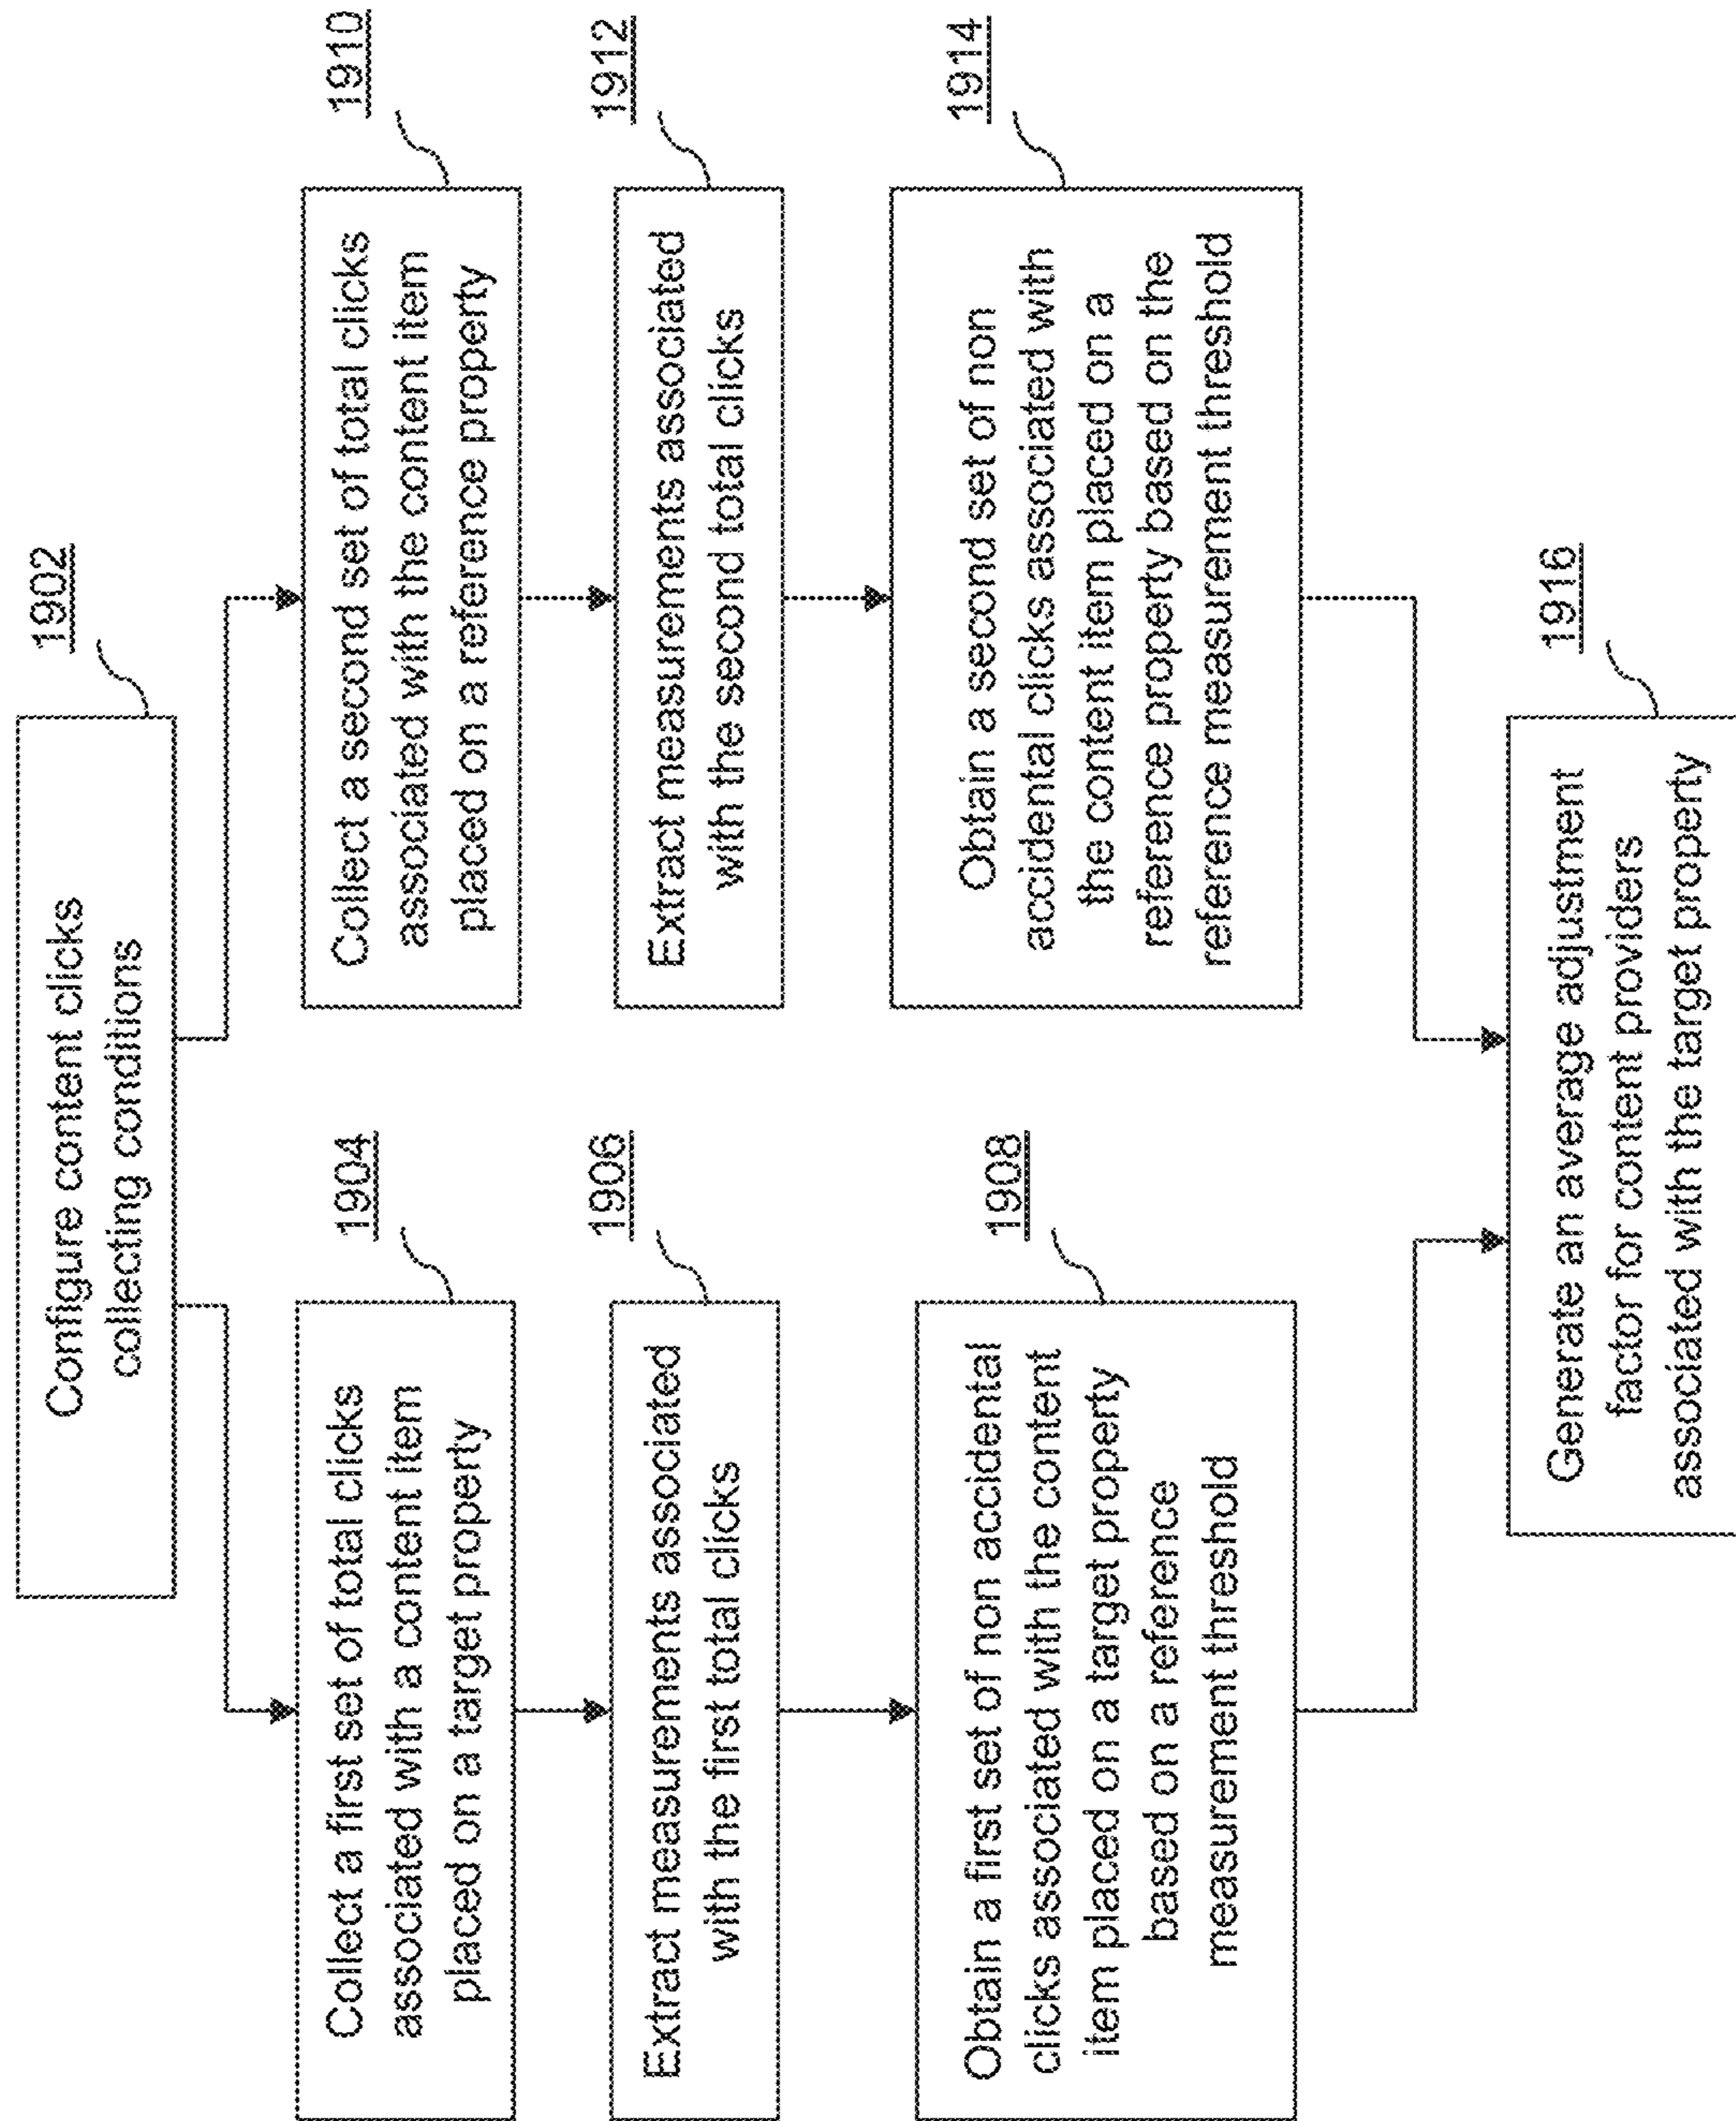 1902
Configure content clicks
collecting conditions
1904
Collect a first set of total clicks
associated with a content item
placed on a target property
1906
Extract measurements associated
with the first total clicks
1908
Obtain a first set of non accidental
clicks associated with the content
item placed on a target property
based on a reference
measurement threshold
1910
Collect a second set of total clicks
associated with the content item
placed on a reference property
1912
Extract measurements associated
with the second total clicks
1914
Obtain a second set of non
accidental clicks associated with
the content item placed on a
reference property based on the
reference measurement threshold
1916
Generate an average adjustment
factor for content providers
associated with the target property